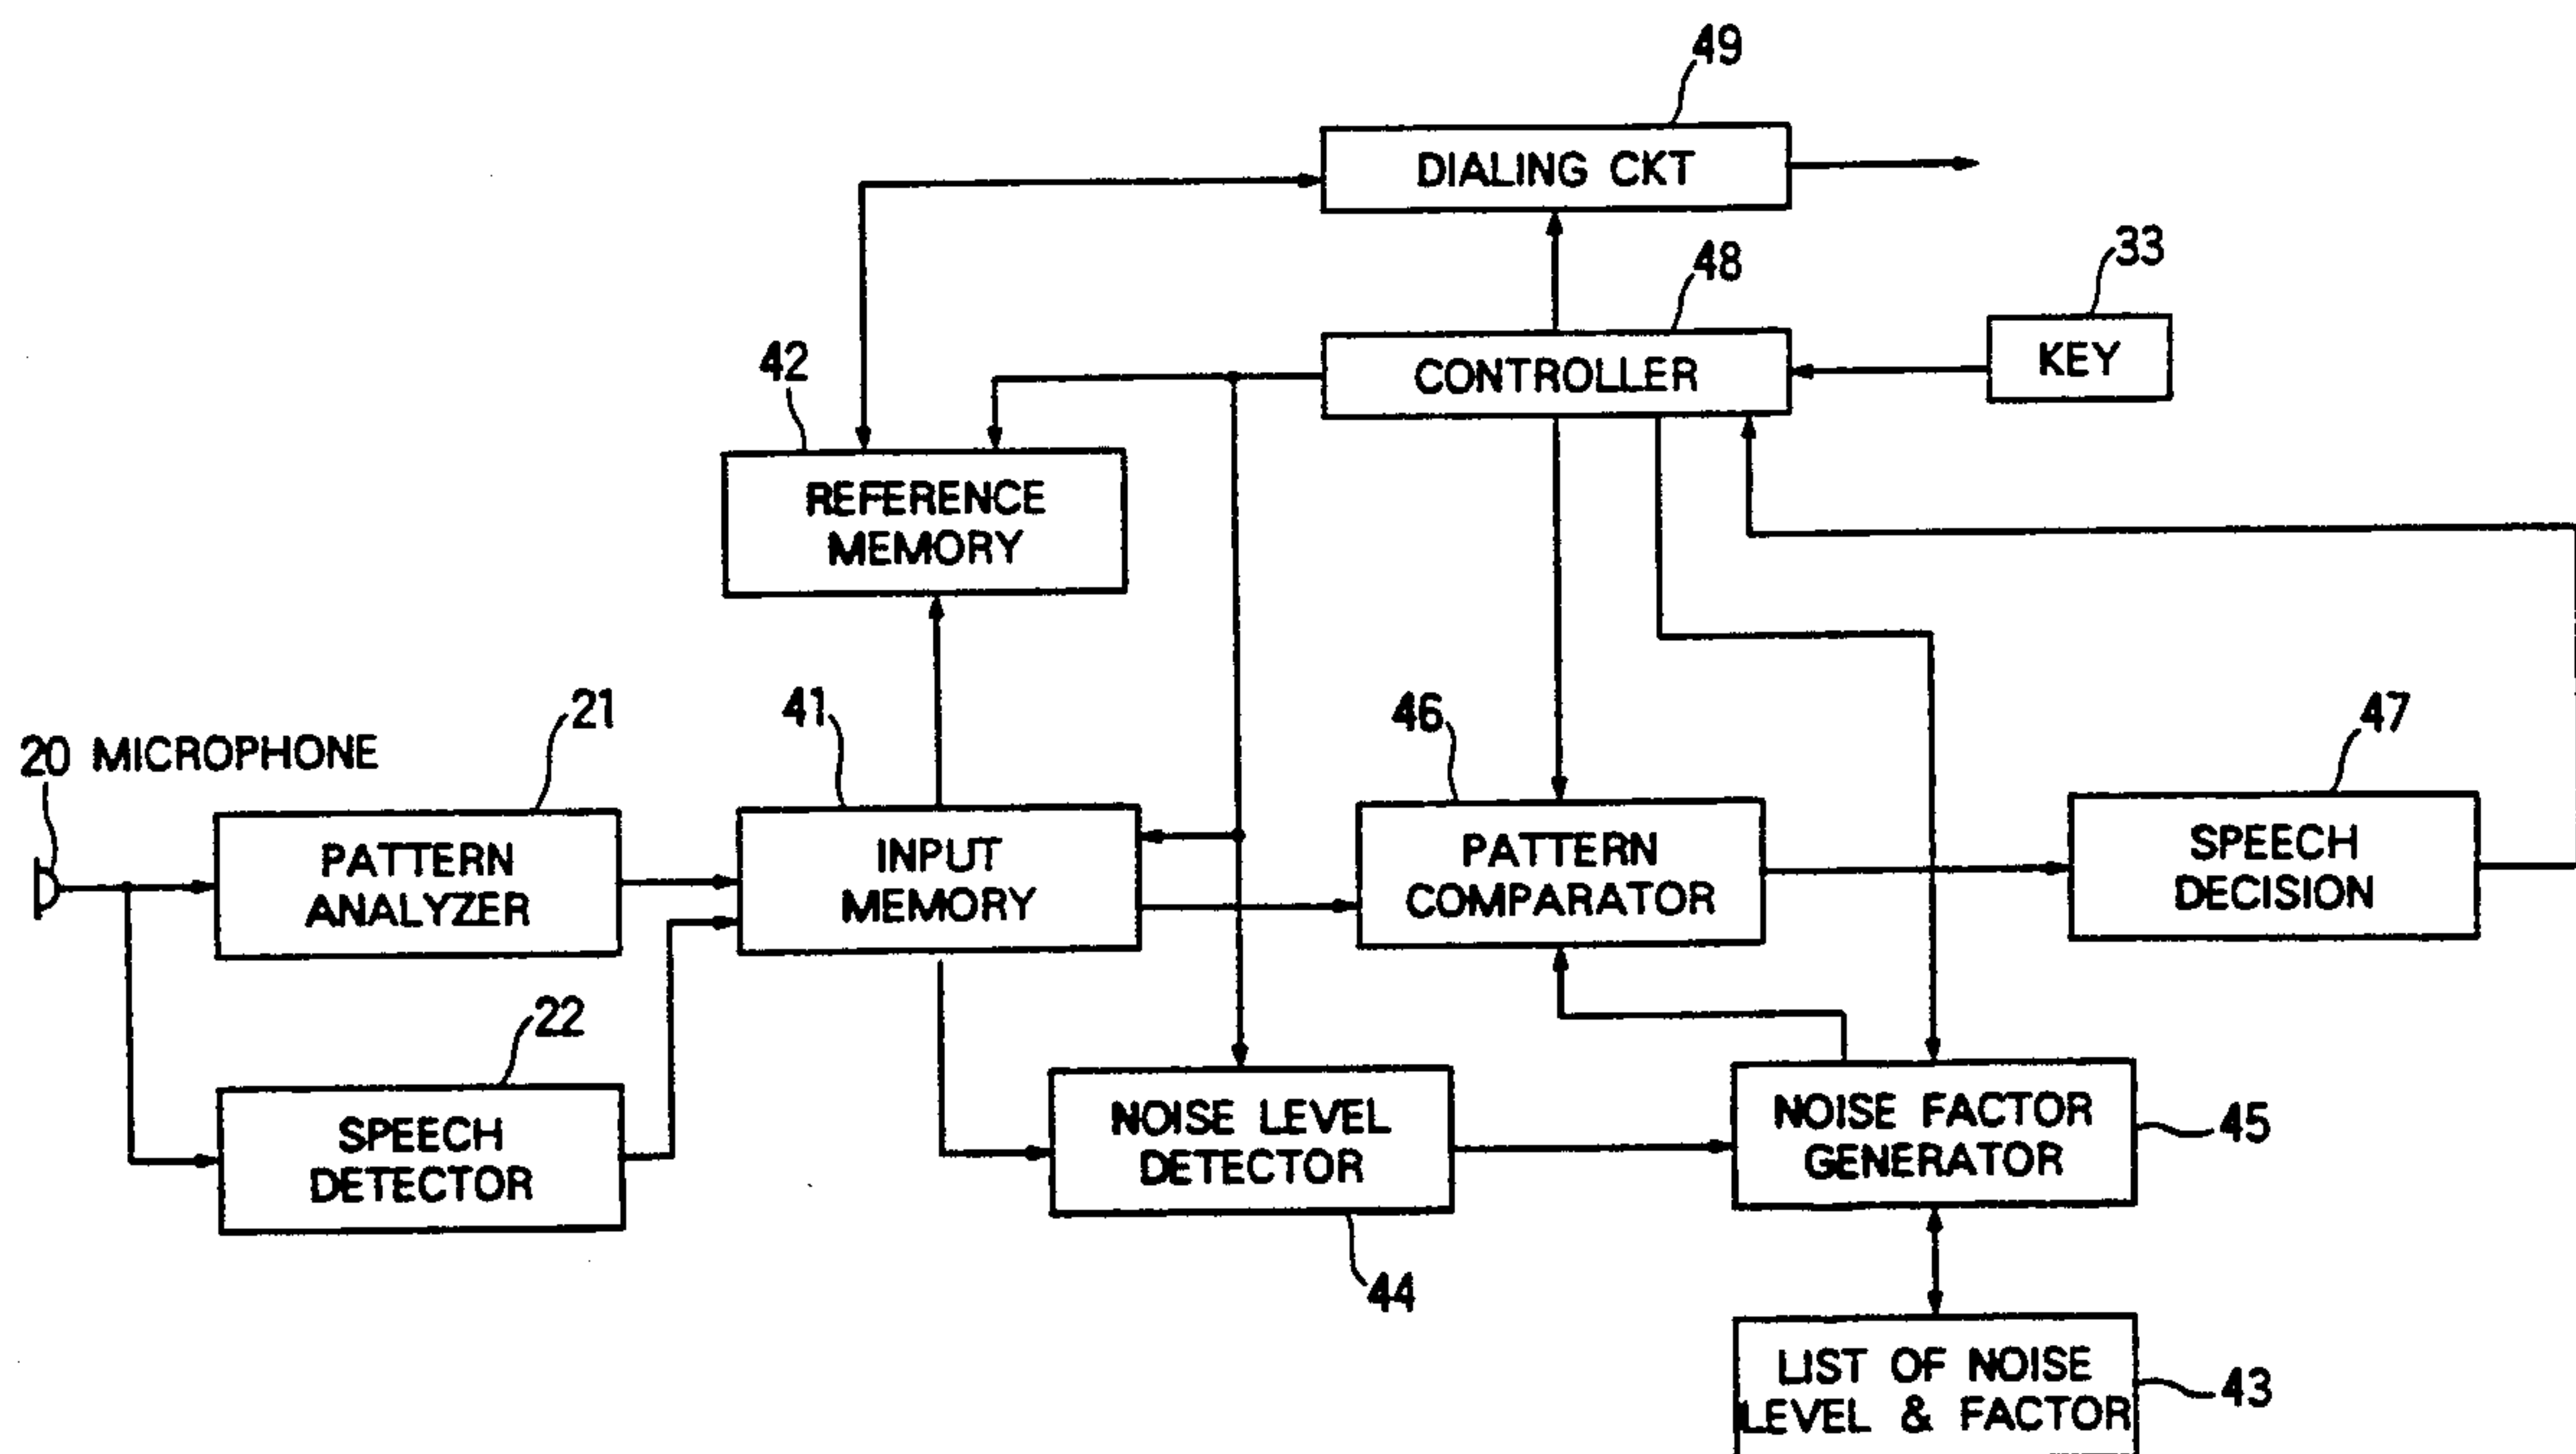 49
DIALING CKT
48
33
CONTROLLER
KEY
42
REFERENCE
MEMORY
20 MICROPHONE
21
41
46
47
PATTERN
ANALYZER
INPUT
MEMORY
PATTERN
COMPARATOR
SPEECH
DECISION
22
SPEECH
DETECTOR
NOISE LEVEL
DETECTOR
44
NOISE FACTOR
GENERATOR
45
LIST OF NOISE
LEVEL & FACTOR
43